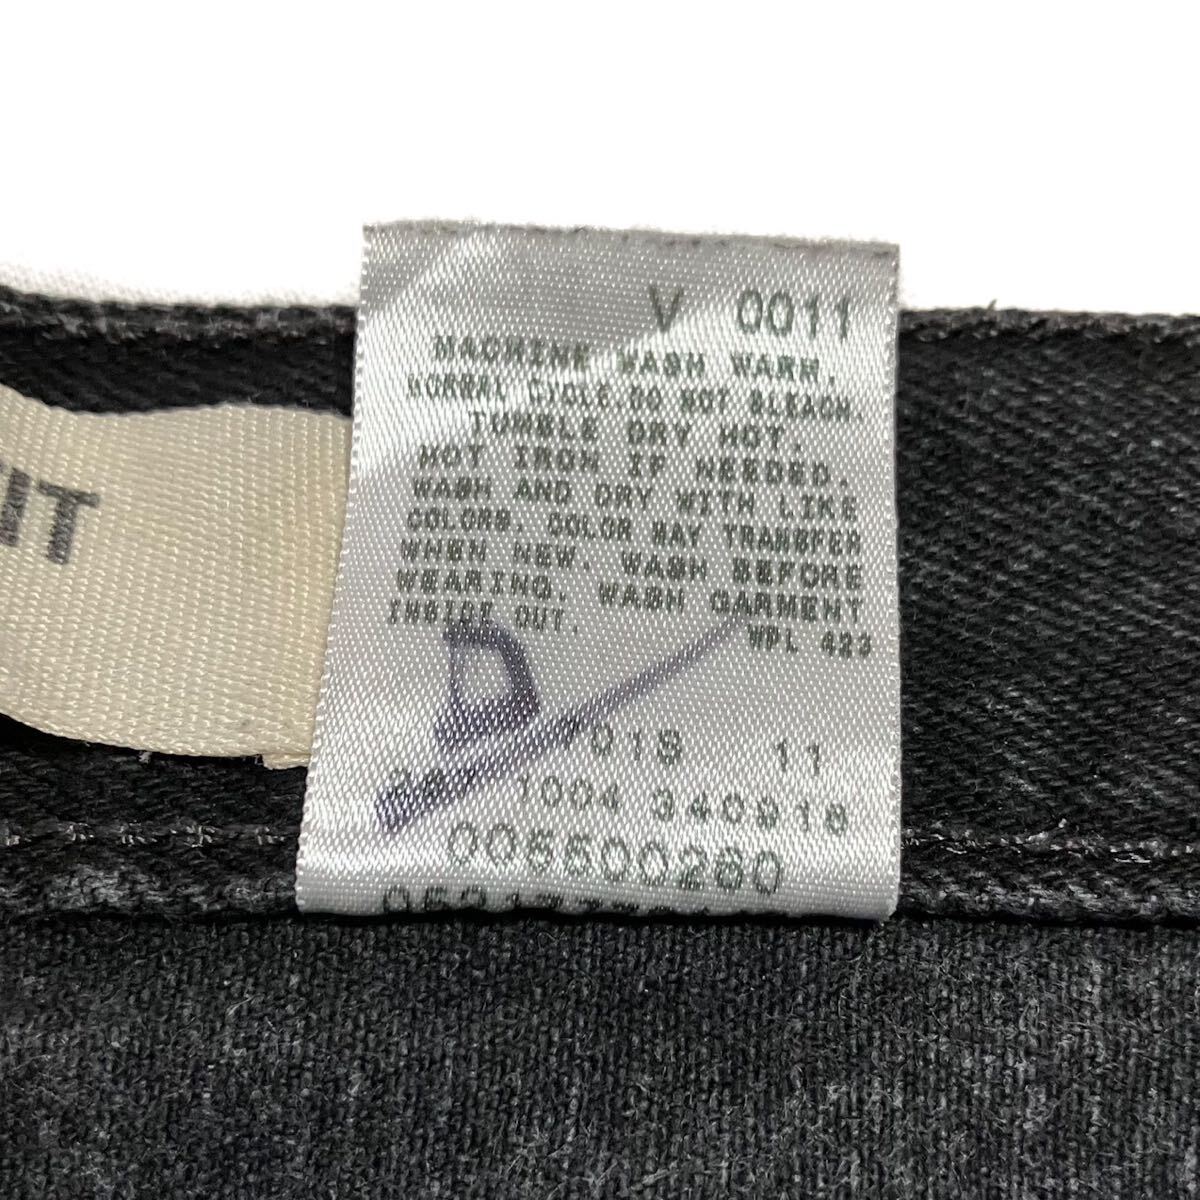 V 0011
MACHINE WASH WARM.
NORMAL CYCLE. DO NOT BLEACH.
TUMBLE DRY HOT.
HOT IRON IF NEEDED.
WASH AND DRY WITH LIKE
COLORS. COLOR MAY TRANSFER
WHEN NEW. WASH BEFORE
WEARING. WASH GARMENT
INSIDE OUT.
WPL 423
IT
11
1004 340918
005500260